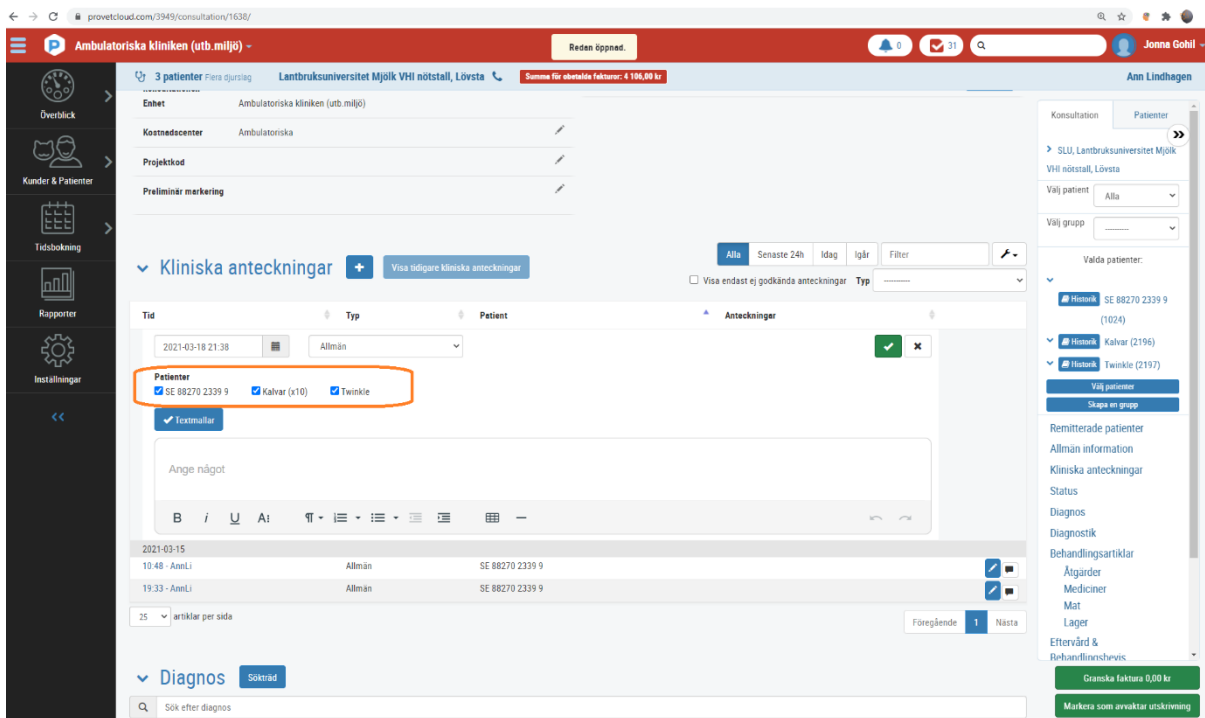 provetcloud.com/3949/consultation/1638/
Ambulatoriska kliniken (utb.miljö)
Redan öppnad.
0
31
Jonna Gohil
3 patienter Flera djurslag Lantbruksuniversitet Mjölk VHI nötstall, Lövsta Summa för obetalda fakturor: 4 106,00 kr
Ann Lindhagen
Överblick
Kunder & Patienter
Tidsbokning
Rapporter
Inställningar
Enhet Ambulatoriska kliniken (utb.miljö)
Kostnadscenter Ambulatoriska
Projektkod
Preliminär markering
Kliniska anteckningar
Visa tidigare kliniska anteckningar
Alla Senaste 24h Idag Igår Filter
Visa endast ej godkända anteckningar Typ ----------
Tid Typ Patient Anteckningar
2021-03-18 21:38 Allmän
Patienter
SE 88270 2339 9 Kalvar (x10) Twinkle
Textmallar
Ange något
2021-03-15
10:48 - AnnLi Allmän SE 88270 2339 9
19:33 - AnnLi Allmän SE 88270 2339 9
25 artiklar per sida
Föregående 1 Nästa
Diagnos Sökträd
Sök efter diagnos
Konsultation Patienter
SLU, Lantbruksuniversitet Mjölk
VHI nötstall, Lövsta
Välj patient Alla
Välj grupp ---------
Valda patienter:
Historik SE 88270 2339 9
(1024)
Historik Kalvar (2196)
Historik Twinkle (2197)
Välj patienter
Skapa en grupp
Remitterade patienter
Allmän information
Kliniska anteckningar
Status
Diagnos
Diagnostik
Behandlingsartiklar
Åtgärder
Mediciner
Mat
Lager
Eftervård &
Behandlingsbevis
Granska faktura 0,00 kr
Markera som avvaktar utskrivning